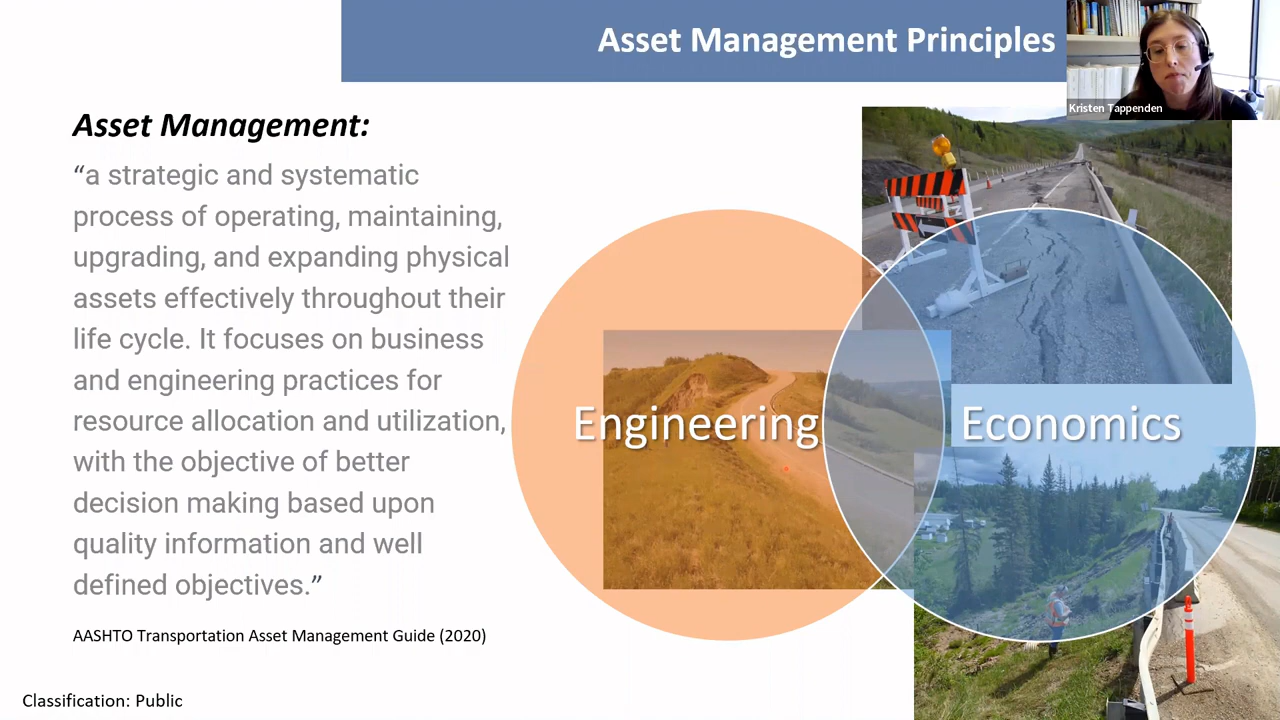 Asset Management Principles
Kristen Tappenden
Asset Management:
“a strategic and systematic
process of operating, maintaining,
upgrading, and expanding physical
assets effectively throughout their
life cycle. It focuses on business
and engineering practices for
resource allocation and utilization,
with the objective of better
decision making based upon
quality information and well
defined objectives.”
AASHTO Transportation Asset Management Guide (2020)
Engineering
Economics
Classification: Public